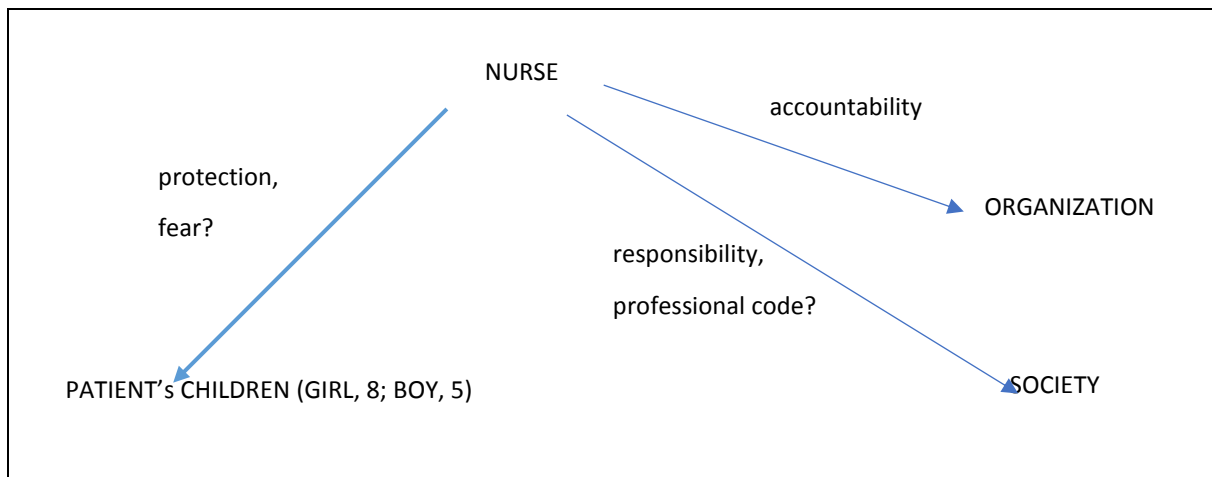 NURSE
accountability
protection,
fear?
ORGANIZATION
responsibility,
professional code?
PATIENT's CHILDREN (GIRL, 8; BOY, 5)
SOCIETY